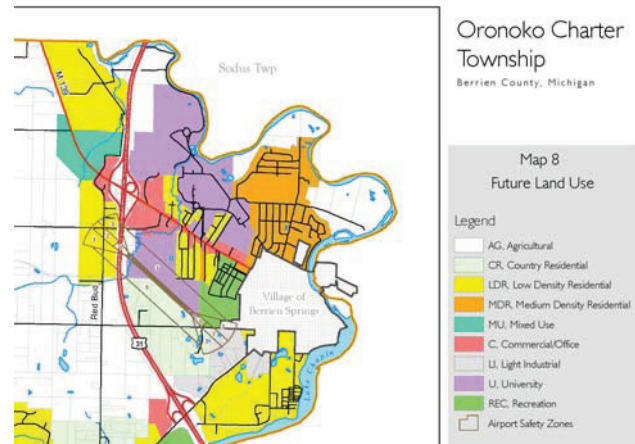 Oronoko Charter
Township
Berrien County, Michigan
Map 8
Future Land Use
Legend
AG, Agricultural
CR, Country Residential
LDR, Low Density Residential
MDR, Medium Density Residential
MU, Mixed Use
C, Commercial/Office
LI, Light Industrial
U, University
REC, Recreation
Airport Safety Zones
Sodus Twp
M 139
Red Bud
31
Village of
Berrien Springs
Lake Chapin